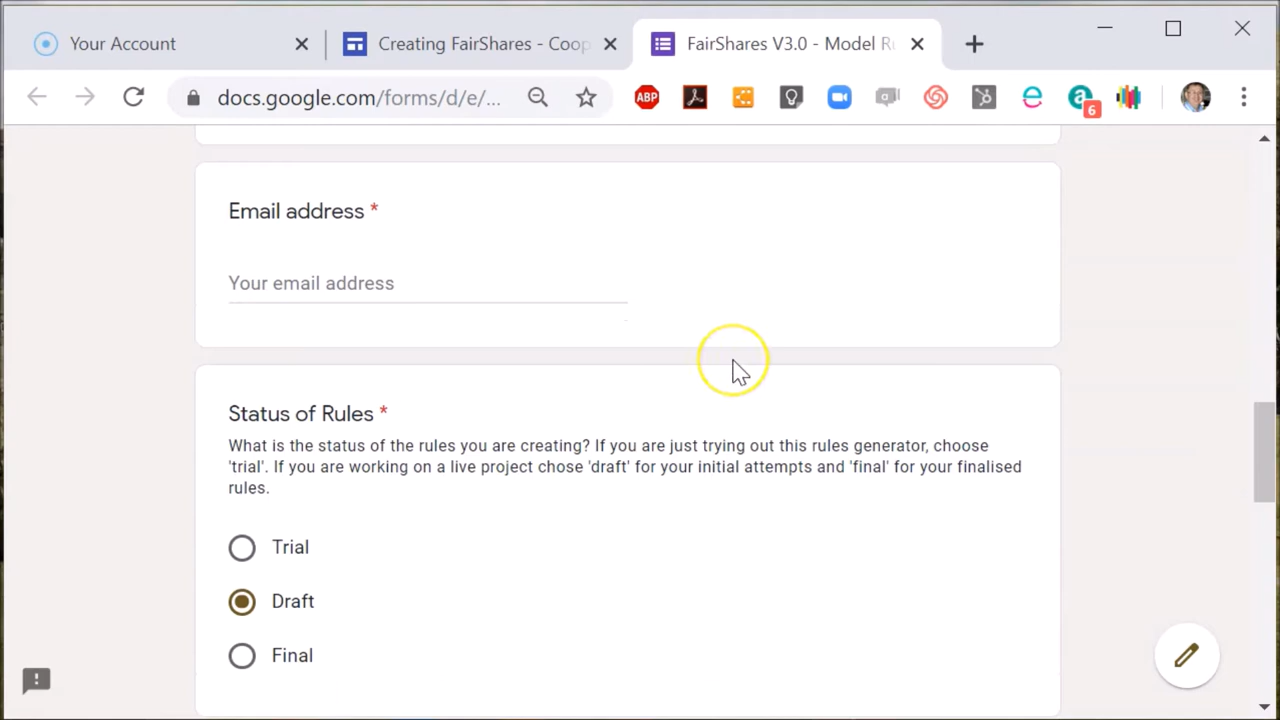 Your Account
Creating FairShares - Coop
FairShares V3.0 - Model Ru
docs.google.com/forms/d/e/...
ABP
6
Email address *
Your email address
Status of Rules *
What is the status of the rules you are creating? If you are just trying out this rules generator, choose
'trial'. If you are working on a live project chose 'draft' for your initial attempts and 'final' for your finalised
rules.
Trial
Draft
Final